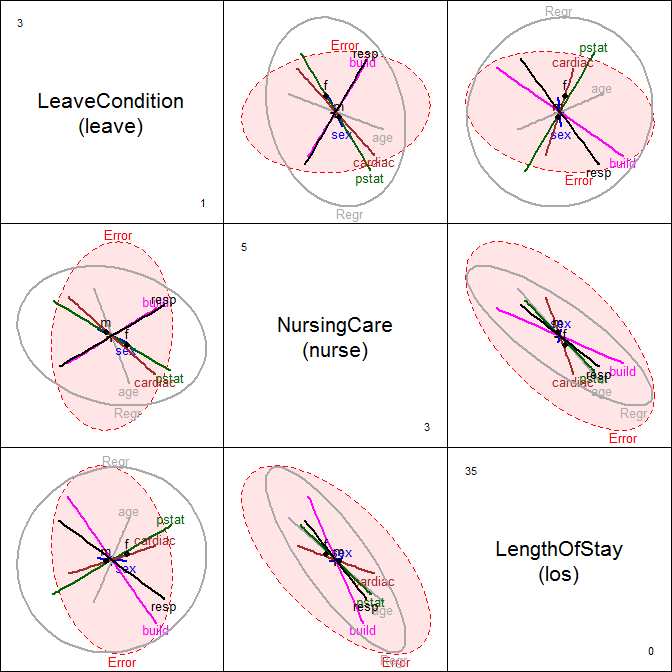 3
LeaveCondition
(leave)
1
Regr
Error
resp
build
f
m
sex
age
cardiac
pstat
Regr
pstat
cardiac
f
age
m
sex
build
resp
Error
Error
m
build
resp
f
sex
cardiac
pstat
age
Regr
5
NursingCare
(nurse)
3
m
sex
f
build
resp
pstat
cardiac
age
Regr
Error
Regr
age
pstat
cardiac
m
f
sex
resp
build
Error
f
m
sex
cardiac
pstat
resp
age
build
Error
Regr
35
LengthOfStay
(los)
0